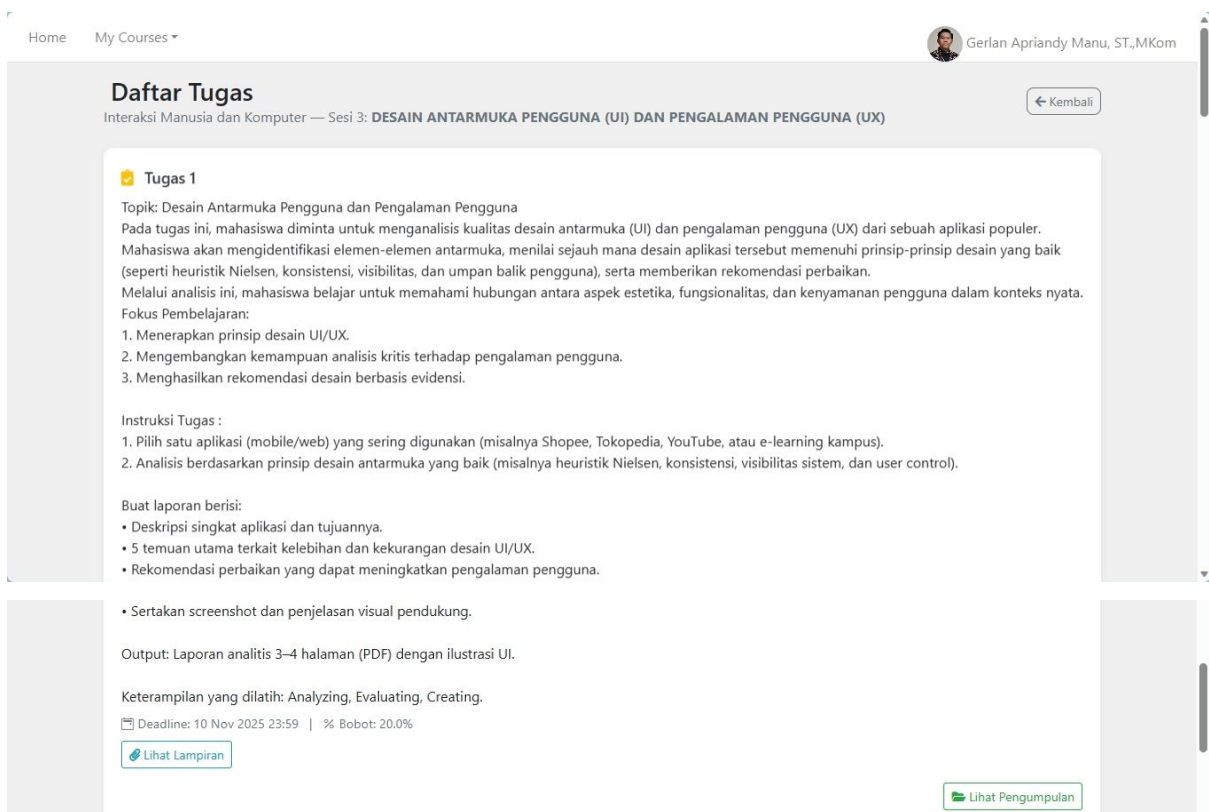 Home My Courses
Gerlan Apriandy Manu, ST.,MKom
Daftar Tugas
Kembali
Interaksi Manusia dan Komputer — Sesi 3: DESAIN ANTARMUKA PENGGUNA (UI) DAN PENGALAMAN PENGGUNA (UX)
Tugas 1
Topik: Desain Antarmuka Pengguna dan Pengalaman Pengguna
Pada tugas ini, mahasiswa diminta untuk menganalisis kualitas desain antarmuka (UI) dan pengalaman pengguna (UX) dari sebuah aplikasi populer.
Mahasiswa akan mengidentifikasi elemen-elemen antarmuka, menilai sejauh mana desain aplikasi tersebut memenuhi prinsip-prinsip desain yang baik
(seperti heuristik Nielsen, konsistensi, visibilitas, dan umpan balik pengguna), serta memberikan rekomendasi perbaikan.
Melalui analisis ini, mahasiswa belajar untuk memahami hubungan antara aspek estetika, fungsionalitas, dan kenyamanan pengguna dalam konteks nyata.
Fokus Pembelajaran:
1. Menerapkan prinsip desain UI/UX.
2. Mengembangkan kemampuan analisis kritis terhadap pengalaman pengguna.
3. Menghasilkan rekomendasi desain berbasis evidensi.
Instruksi Tugas :
1. Pilih satu aplikasi (mobile/web) yang sering digunakan (misalnya Shopee, Tokopedia, YouTube, atau e-learning kampus).
2. Analisis berdasarkan prinsip desain antarmuka yang baik (misalnya heuristik Nielsen, konsistensi, visibilitas sistem, dan user control).
Buat laporan berisi:
• Deskripsi singkat aplikasi dan tujuannya.
• 5 temuan utama terkait kelebihan dan kekurangan desain UI/UX.
• Rekomendasi perbaikan yang dapat meningkatkan pengalaman pengguna.
• Sertakan screenshot dan penjelasan visual pendukung.
Output: Laporan analitis 3–4 halaman (PDF) dengan ilustrasi UI.
Keterampilan yang dilatih: Analyzing, Evaluating, Creating.
Deadline: 10 Nov 2025 23:59 | % Bobot: 20.0%
Lihat Lampiran
Lihat Pengumpulan